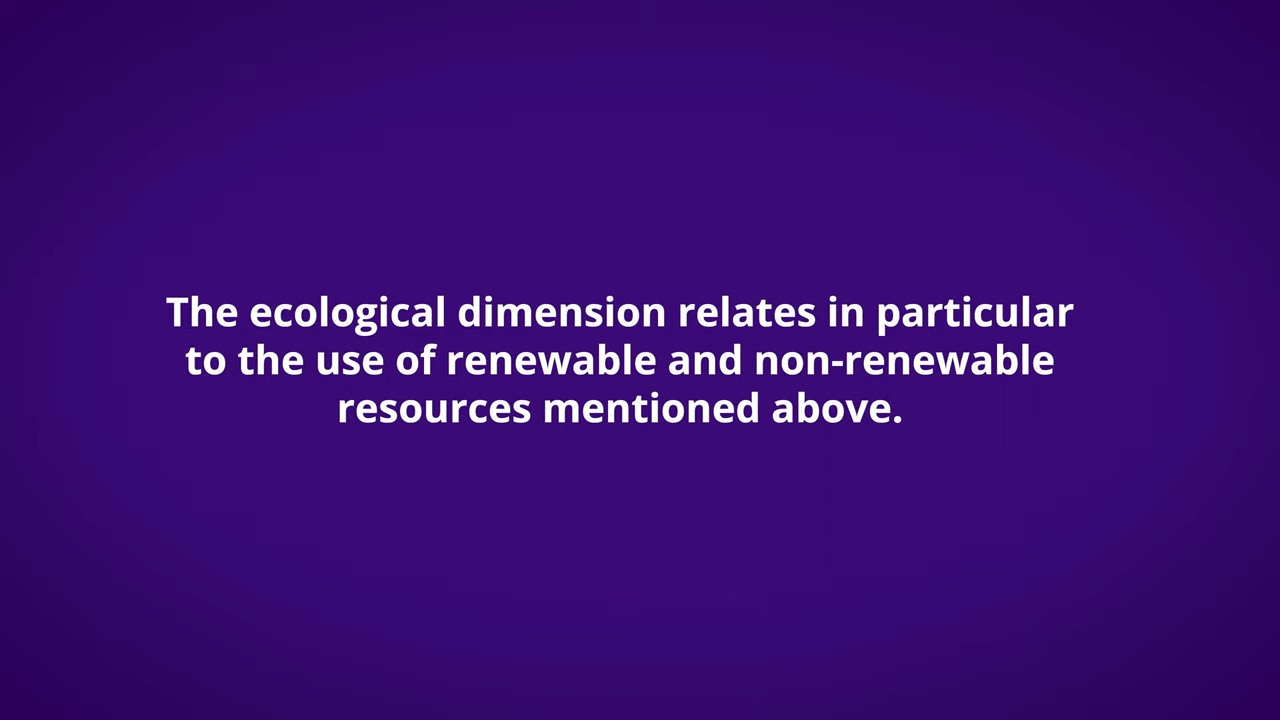 The ecological dimension relates in particular
to the use of renewable and non-renewable
resources mentioned above.